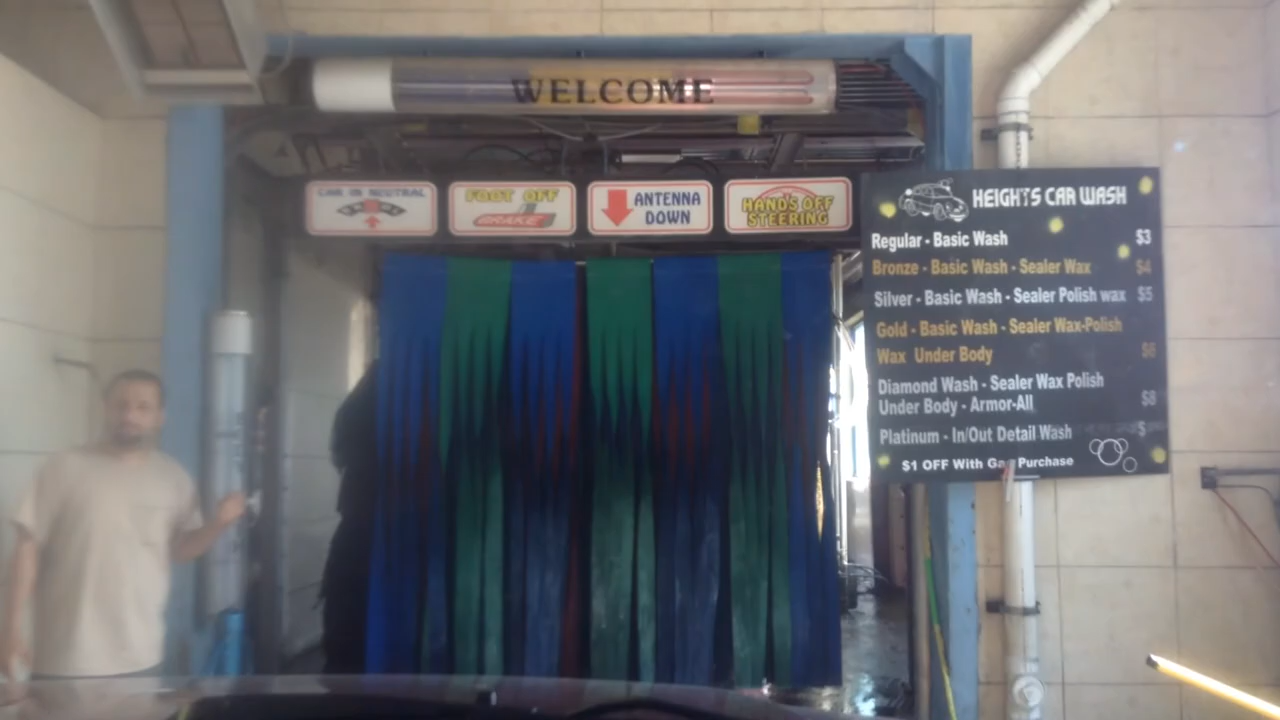 WELCOME
CAR IN NEUTRAL
FOOT OFF
BRAKE
ANTENNA
DOWN
HANDS OFF
STEERING
HEIGHTS CAR WASH
Regular - Basic Wash $3
Bronze - Basic Wash - Sealer Wax $4
Silver - Basic Wash - Sealer Polish wax $5
Gold - Basic Wash - Sealer Wax-Polish
Wax Under Body $6
Diamond Wash - Sealer Wax Polish
Under Body - Armor-All $8
Platinum - In/Out Detail Wash $
$1 OFF With Gas Purchase